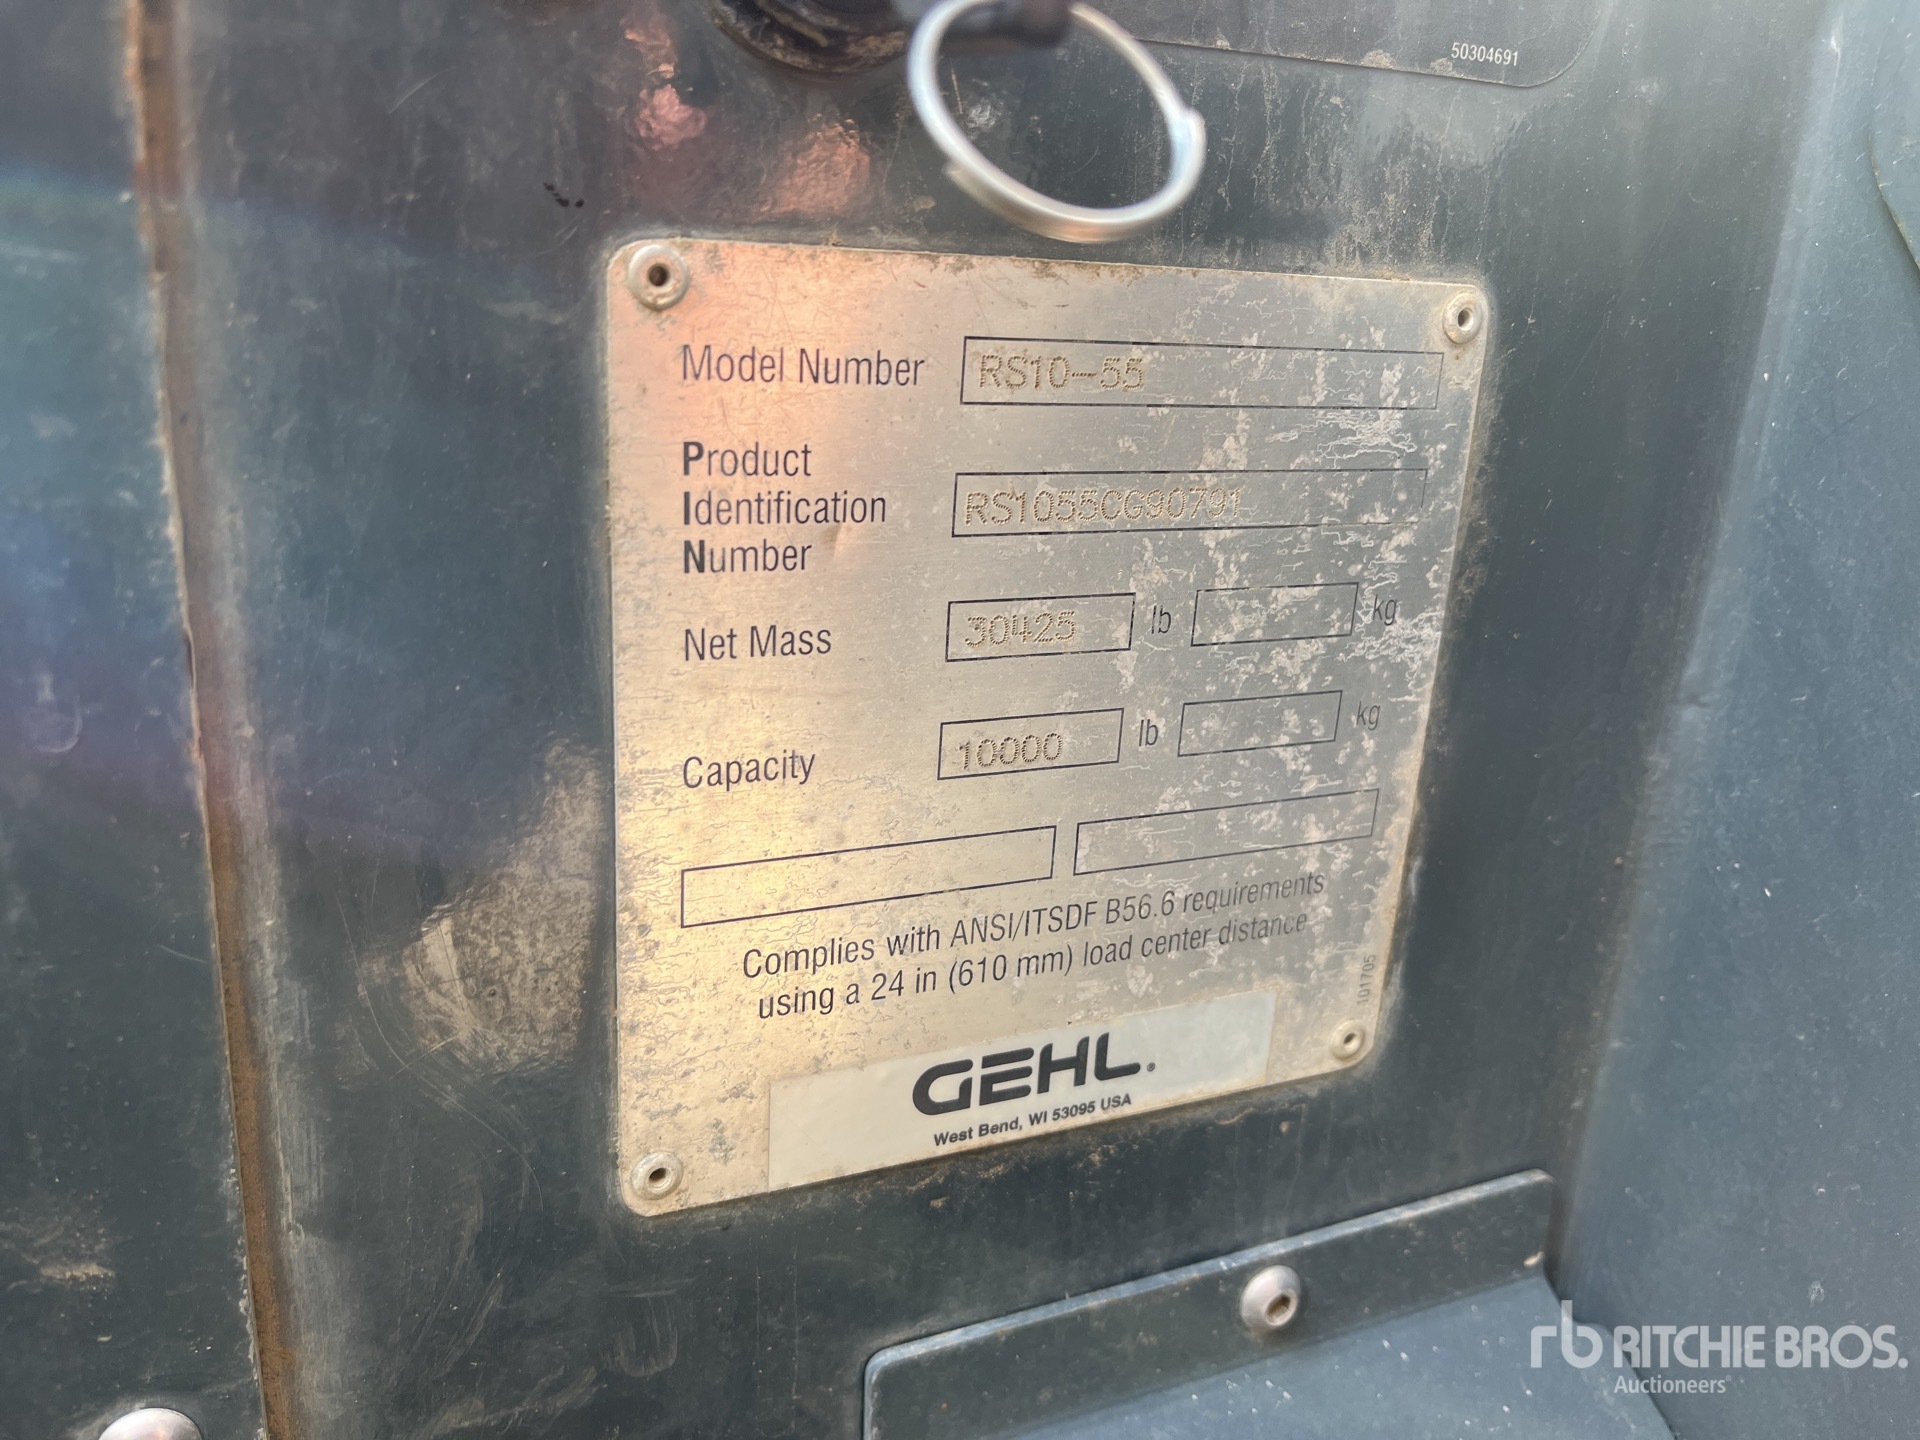 50304691
Model Number RS10-55
Product
Identification RS1055CG90791
Number
Net Mass 30425 lb kg
Capacity 10000 lb kg
Complies with ANSI/ITSDF B56.6 requirements
using a 24 in (610 mm) load center distance
101705
GEHL®
West Bend, WI 53095 USA
rb RITCHIE BROS.
Auctioneers